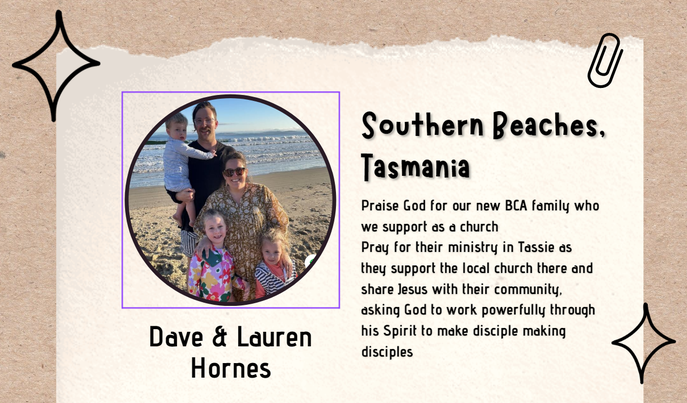 Southern Beaches,
Tasmania
Praise God for our new BCA family who
we support as a church
Pray for their ministry in Tassie as
they support the local church there and
share Jesus with their community,
asking God to work powerfully through
his Spirit to make disciple making
disciples
Dave & Lauren
Hornes